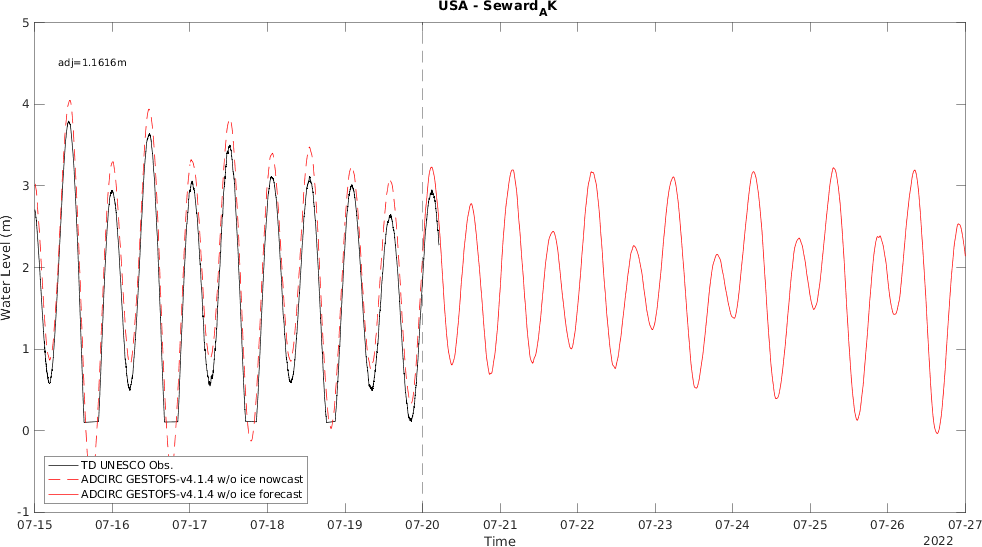 USA - Seward_AK
5
adj=1.1616m
4
3
2
1
0
-1
Water Level (m)
TD UNESCO Obs.
ADCIRC GESTOFS-v4.1.4 w/o ice nowcast
ADCIRC GESTOFS-v4.1.4 w/o ice forecast
07-15 07-16 07-17 07-18 07-19 07-20 07-21 07-22 07-23 07-24 07-25 07-26 07-27
Time
2022